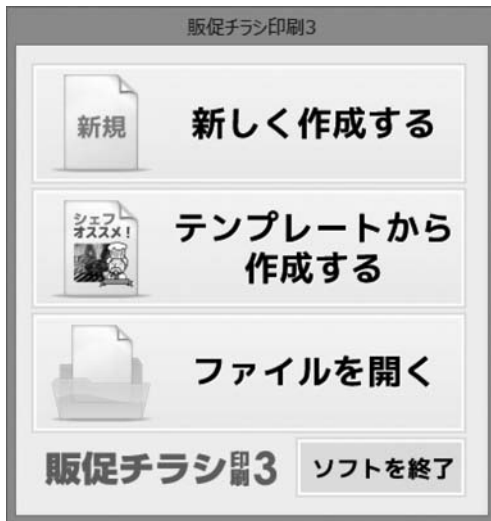 販促チラシ印刷3
新規
新しく作成する
シェフ
オススメ!
テンプレートから
作成する
ファイルを開く
販促チラシ印刷3
ソフトを終了